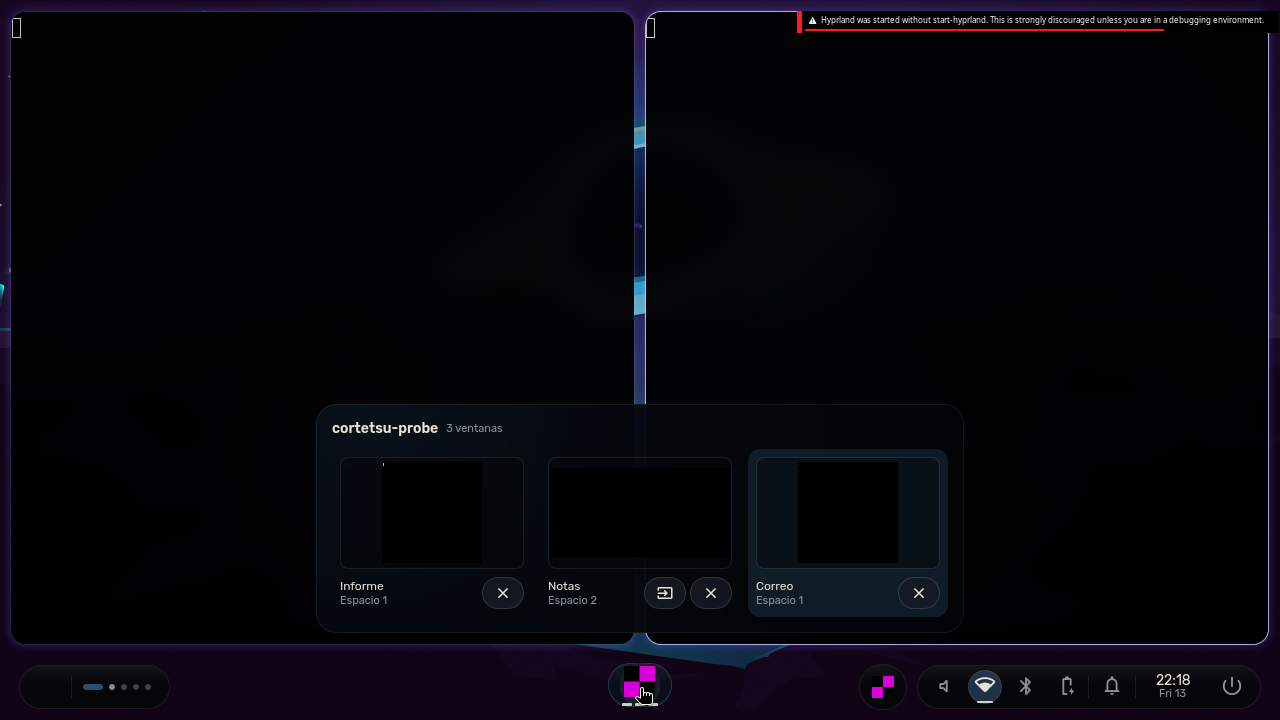 Hyprland was started without start-hyprland. This is strongly discouraged unless you are in a debugging environment.
cortetsu-probe 3 ventanas
Informe
Espacio 1
Notas
Espacio 2
Correo
Espacio 1
22:18
Fri 13